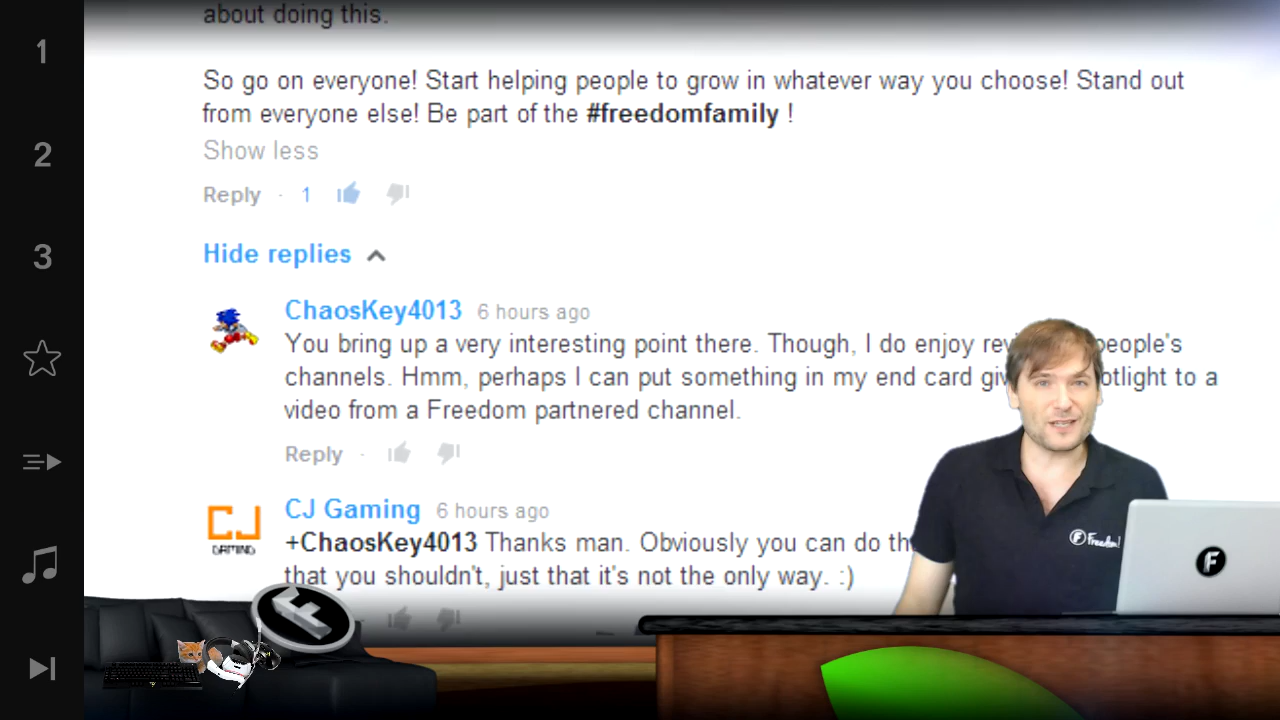 about doing this.
So go on everyone! Start helping people to grow in whatever way you choose! Stand out
from everyone else! Be part of the #freedomfamily !
Show less
Reply · 1
Hide replies
ChaosKey4013 6 hours ago
You bring up a very interesting point there. Though, I do enjoy people's
channels. Hmm, perhaps I can put something in my end card to a
video from a Freedom partnered channel.
Reply ·
CJ Gaming 6 hours ago
+ChaosKey4013 Thanks man. Obviously you can do
that you shouldn't, just that it's not the only way. :)
CJ
GAMING
Freedom!
F
F
1
2
3